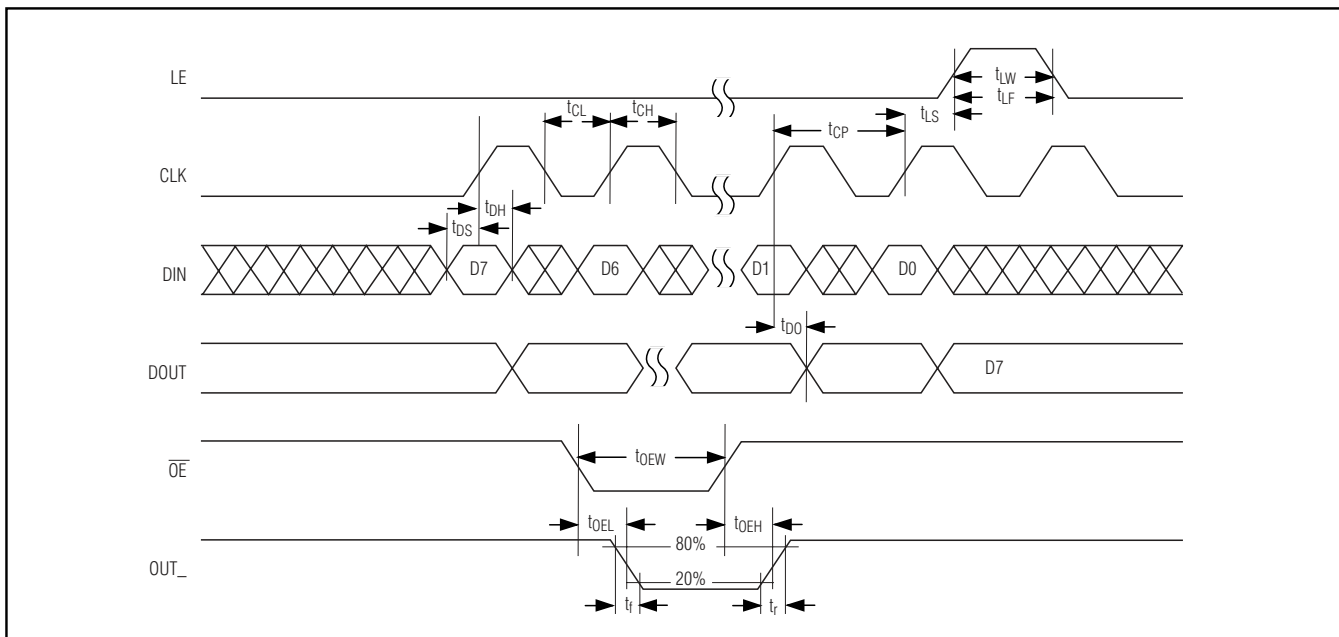 LE
tLW
tLF
tCL
tCH
tLS
tCP
CLK
tDH
tDS
DIN
D7
D6
D1
D0
tDO
DOUT
D7
OE
tOEW
tOEL
tOEH
80%
OUT_
20%
tf
tr